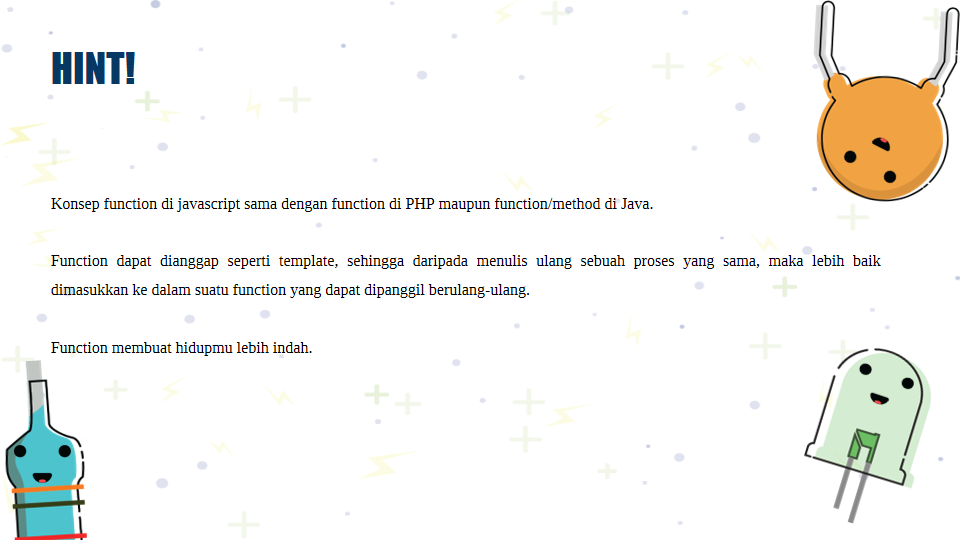 HINT!
Konsep function di javascript sama dengan function di PHP maupun function/method di Java.
Function dapat dianggap seperti template, sehingga daripada menulis ulang sebuah proses yang sama, maka lebih baik
dimasukkan ke dalam suatu function yang dapat dipanggil berulang-ulang.
Function membuat hidupmu lebih indah.